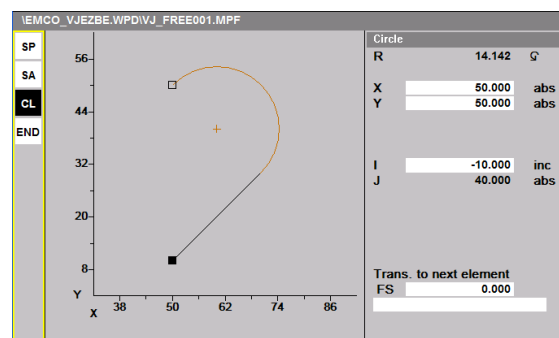 \EMCO_VJEZBE.WPD\VJ_FREE001.MPF
SP
SA
CL
END
56
44
32
20
8
Y
X
38 50 62 74 86
Circle
R 14.142
X 50.000 abs
Y 50.000 abs
I -10.000 inc
J 40.000 abs
Trans. to next element
FS 0.000